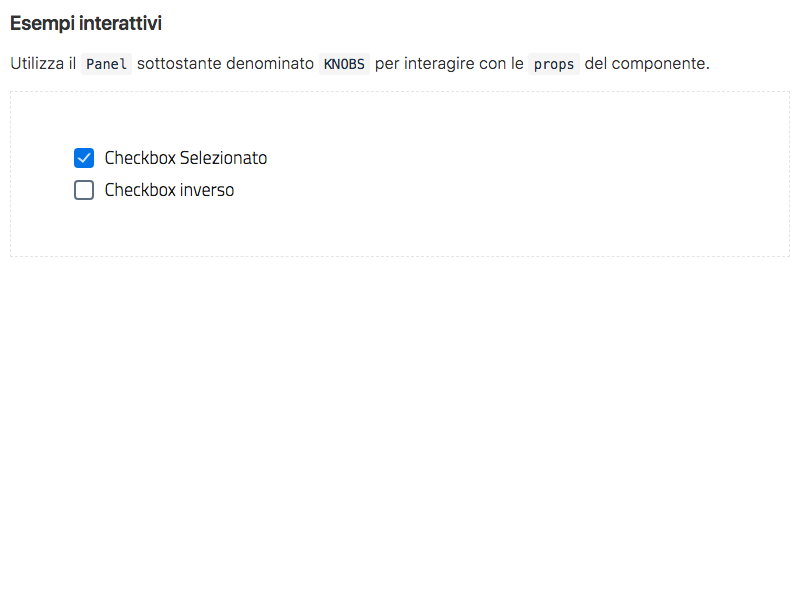 Esempi interattivi
Utilizza il Panel sottostante denominato KNOBS per interagire con le props del componente.
Checkbox Selezionato
Checkbox inverso